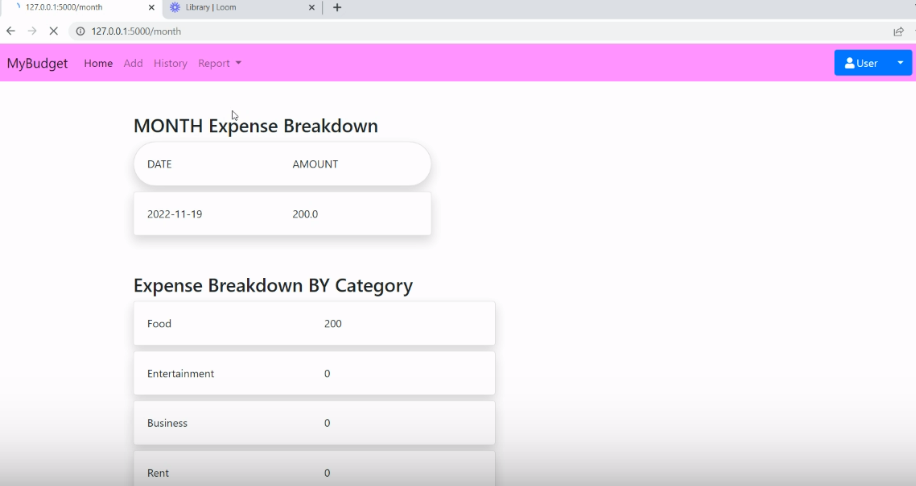 127.0.0.1:5000/month
Library | Loom
127.0.0.1:5000/month
MyBudget Home Add History Report User
MONTH Expense Breakdown
DATE AMOUNT
2022-11-19 200.0
Expense Breakdown BY Category
Food 200
Entertainment 0
Business 0
Rent 0